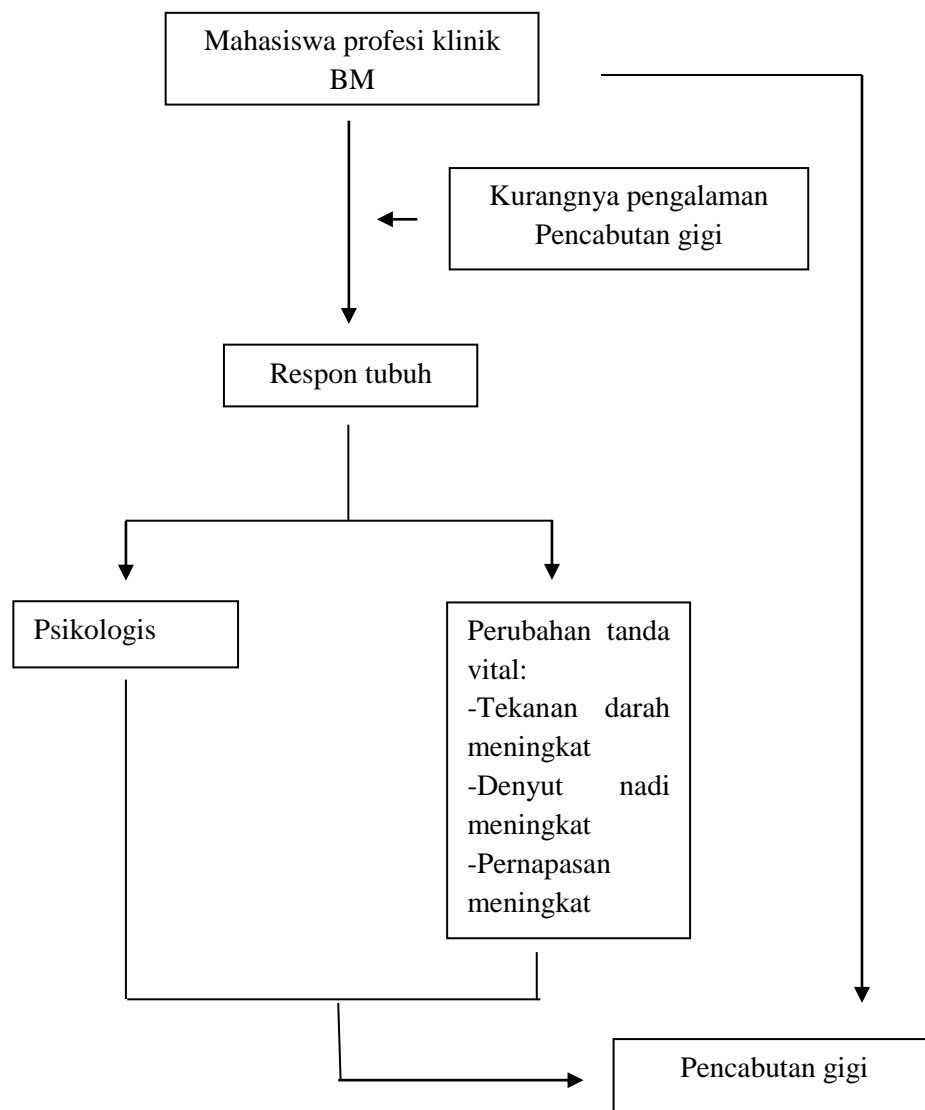 Mahasiswa profesi klinik
BM
Kurangnya pengalaman
Pencabutan gigi
Respon tubuh
Psikologis
Perubahan tanda
vital:
-Tekanan darah
meningkat
-Denyut nadi
meningkat
-Pernapasan
meningkat
Pencabutan gigi